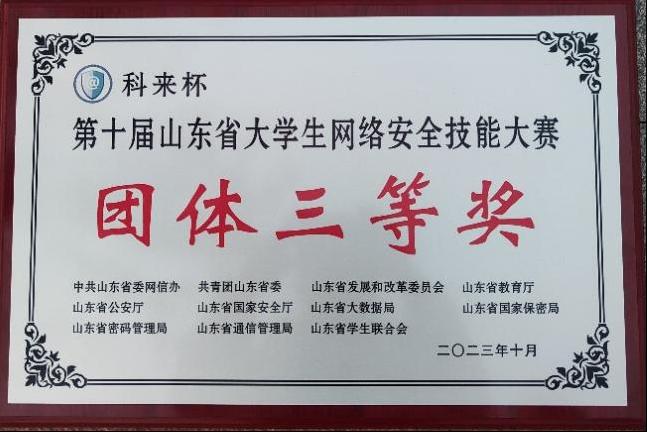 @
科来杯
第十届山东省大学生网络安全技能大赛
团体三等奖
中共山东省委网信办 共青团山东省委 山东省发展和改革委员会 山东省教育厅
山东省公安厅 山东省国家安全厅 山东省大数据局 山东省国家保密局
山东省密码管理局 山东省通信管理局 山东省学生联合会
二〇二三年十月